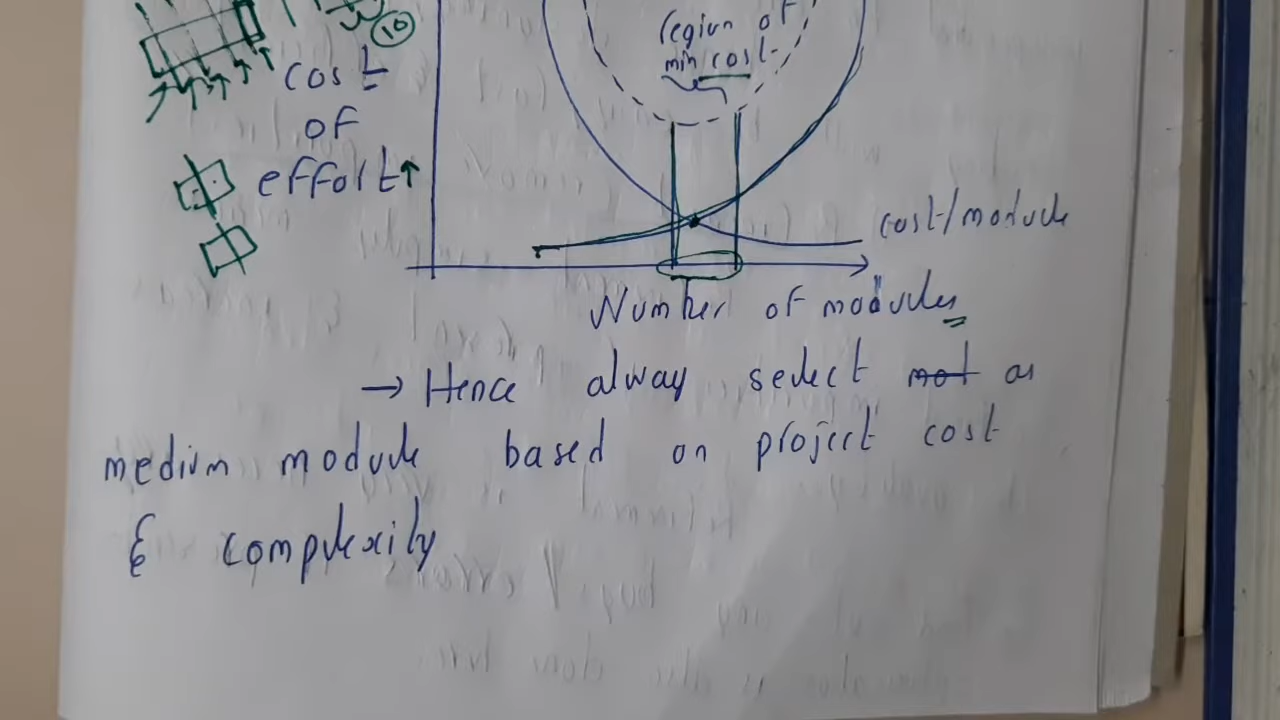 10
region of
min cost
cost
of
effort↑
cost/module
Number of modules
→ Hence alway select not as
medium module based on project cost
& complexity